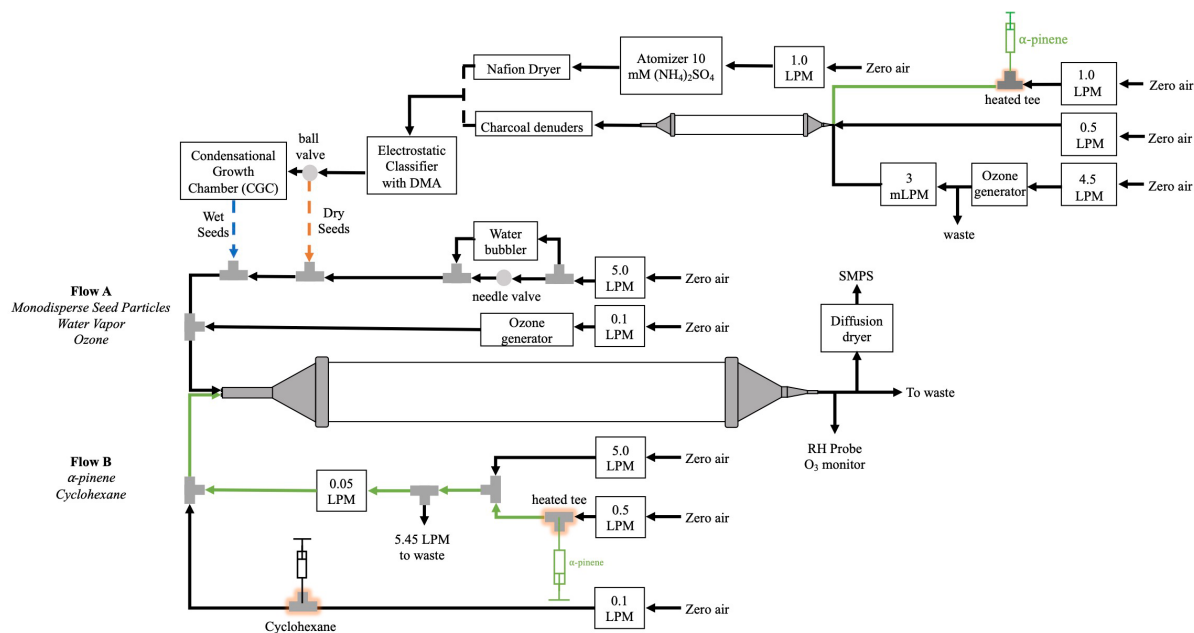 α-pinene
Atomizer 10
mM (NH4)2SO4
1.0
LPM
Zero air
Nafion Dryer
heated tee
1.0
LPM
Zero air
Charcoal denuders
0.5
LPM
Zero air
ball
valve
Condensational
Growth
Chamber (CGC)
Electrostatic
Classifier
with DMA
3
mLPM
Ozone
generator
4.5
LPM
Zero air
waste
Wet
Seeds
Dry
Seeds
Water
bubbler
needle valve
5.0
LPM
Zero air
Flow A
Monodisperse Seed Particles
Water Vapor
Ozone
Ozone
generator
0.1
LPM
Zero air
SMPS
Diffusion
dryer
To waste
RH Probe
O3 monitor
Flow B
α-pinene
Cyclohexane
5.0
LPM
Zero air
0.05
LPM
heated tee
0.5
LPM
Zero air
5.45 LPM
to waste
α-pinene
0.1
LPM
Zero air
Cyclohexane